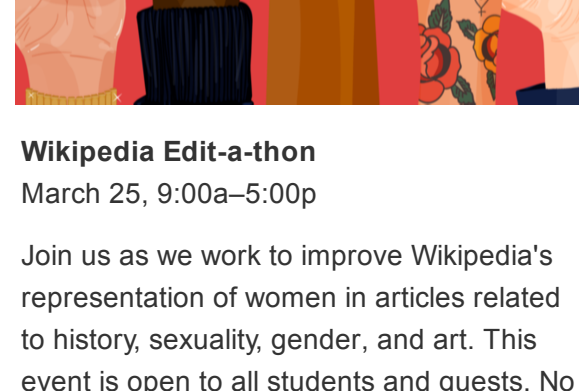 Wikipedia Edit-a-thon
March 25, 9:00a–5:00p
Join us as we work to improve Wikipedia's
representation of women in articles related
to history, sexuality, gender, and art. This
event is open to all students and guests. No